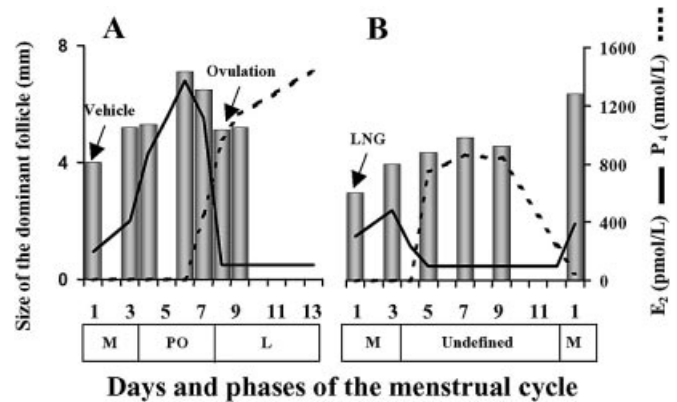 A
B
Size of the dominant follicle (mm)
8
4
0
Vehicle
Ovulation
LNG
1600
1200
800
400
0
E2 (pmol/L) P4 (nmol/L)
1 3 5 7 9 11 13
1 3 5 7 9 11 1
M PO L
M Undefined M
Days and phases of the menstrual cycle